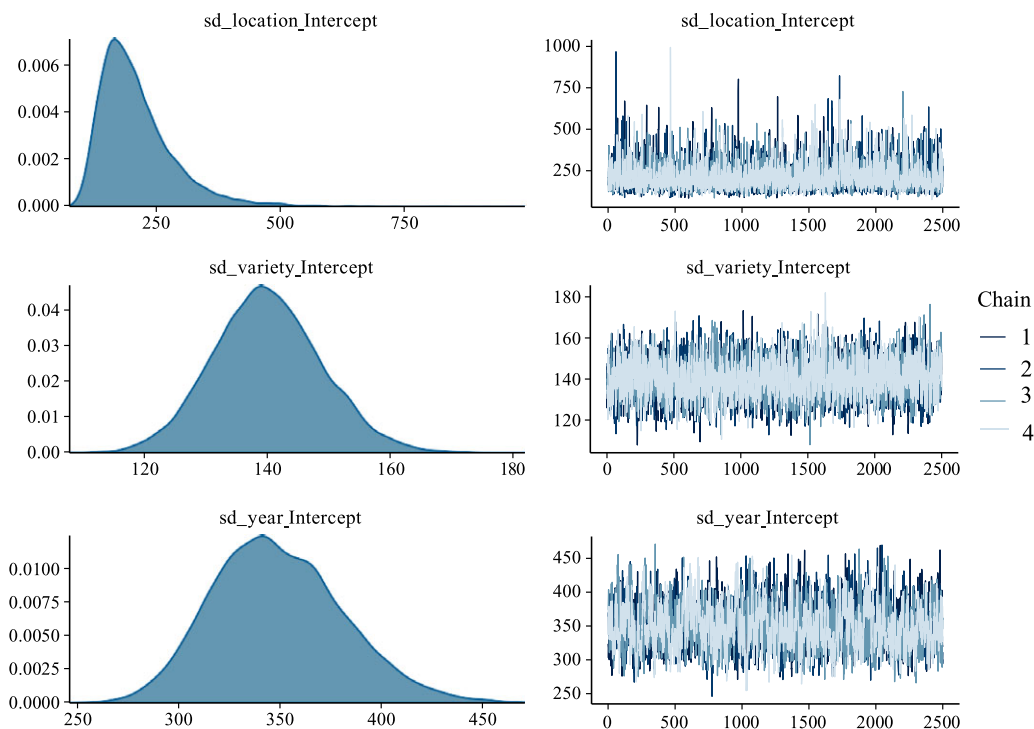 sd_location_Intercept
0.006
0.004
0.002
0.000
250 500 750
sd_location_Intercept
1000
750
500
250
0 500 1000 1500 2000 2500
sd_variety_Intercept
0.04
0.03
0.02
0.01
0.00
120 140 160 180
sd_variety_Intercept
180
160
140
120
0 500 1000 1500 2000 2500
Chain
1
2
3
4
sd_year_Intercept
0.0100
0.0075
0.0050
0.0025
0.0000
250 300 350 400 450
sd_year_Intercept
450
400
350
300
250
0 500 1000 1500 2000 2500